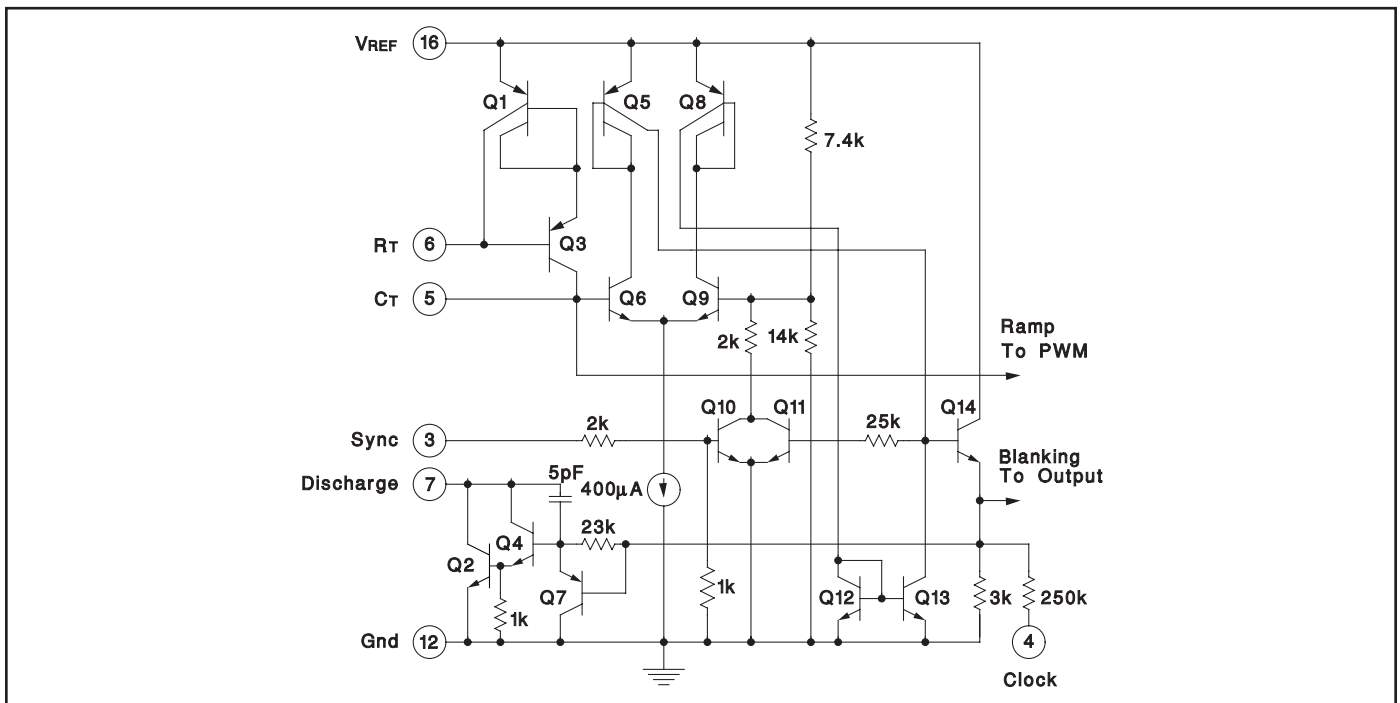 VREF 16
Q1
Q5
Q8
7.4k
RT 6
Q3
CT 5
Q6
Q9
2k
14k
Ramp
To PWM
Q10
Q11
Q14
Sync 3
2k
25k
Discharge 7
5pF
400µA
Blanking
To Output
23k
Q4
Q2
Q7
1k
1k
Q12
Q13
3k
250k
Gnd 12
4
Clock